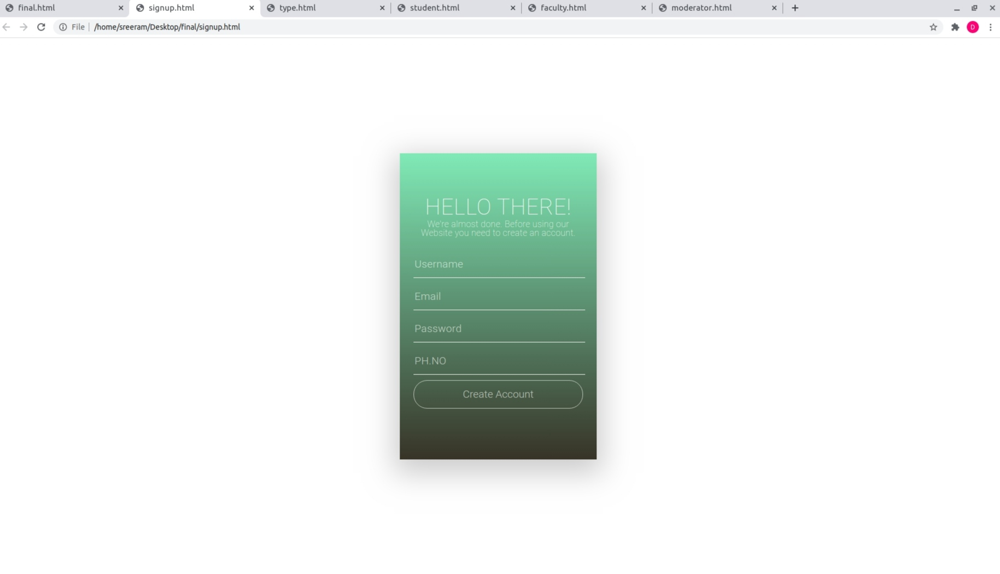 final.html
signup.html
type.html
student.html
faculty.html
moderator.html
File
/home/sreeram/Desktop/final/signup.html
D
HELLO THERE!
We're almost done. Before using our
Website you need to create an account.
Username
Email
Password
PH.NO
Create Account